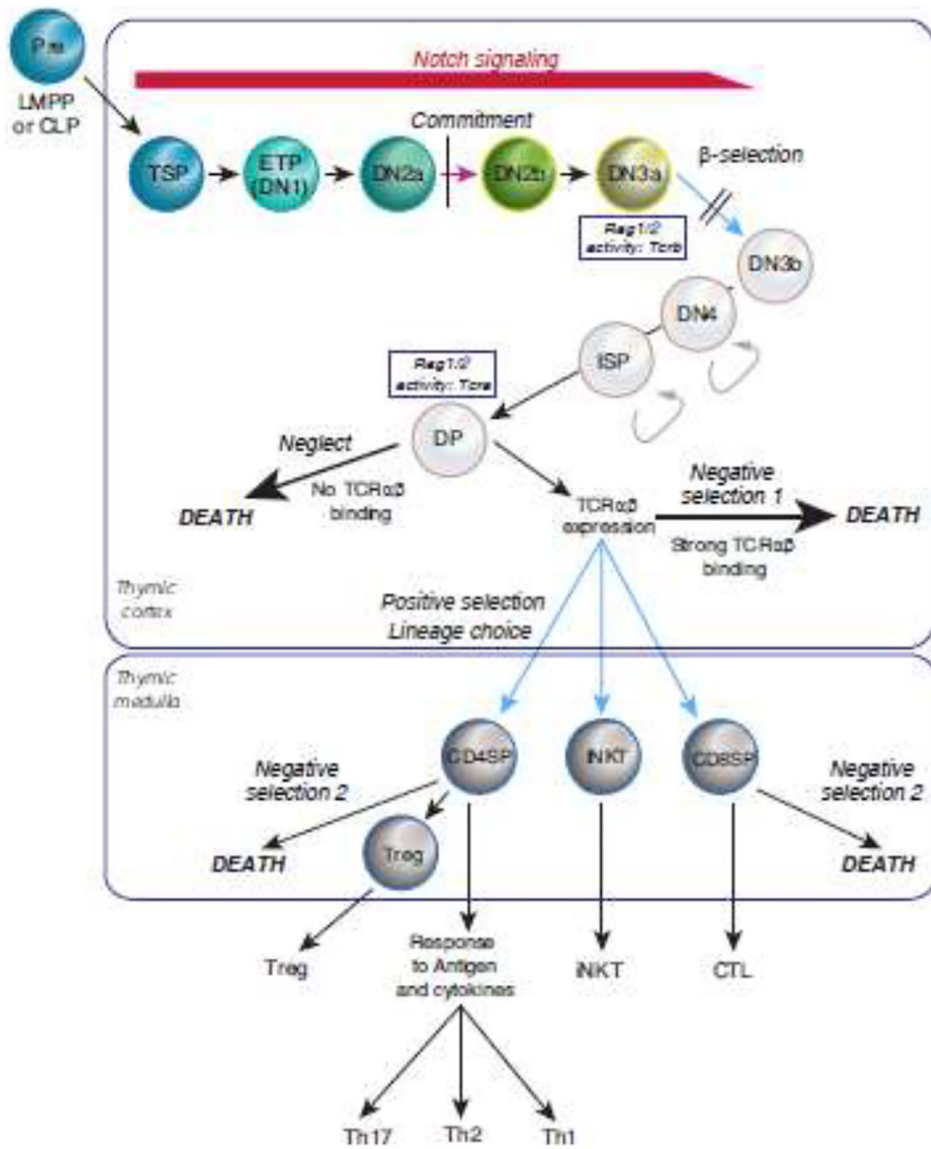 Pre
LMPP
or CLP
Notch signaling
Commitment
TSP
ETP
(DN1)
DN2a
DN2b
DN3a
β-selection
Rag1/2
activity: Tcrb
DN3b
DN4
ISP
Rag1/2
activity: Tcra
DP
Neglect
No TCRαβ
binding
DEATH
TCRαβ
expression
Negative
selection 1
Strong TCRαβ
binding
DEATH
Thymic
cortex
Positive selection
Lineage choice
Thymic
medulla
CD4SP
iNKT
CD8SP
Negative
selection 2
DEATH
Treg
Negative
selection 2
DEATH
Treg
Response
to Antigen
and cytokines
iNKT
CTL
Th17
Th2
Th1